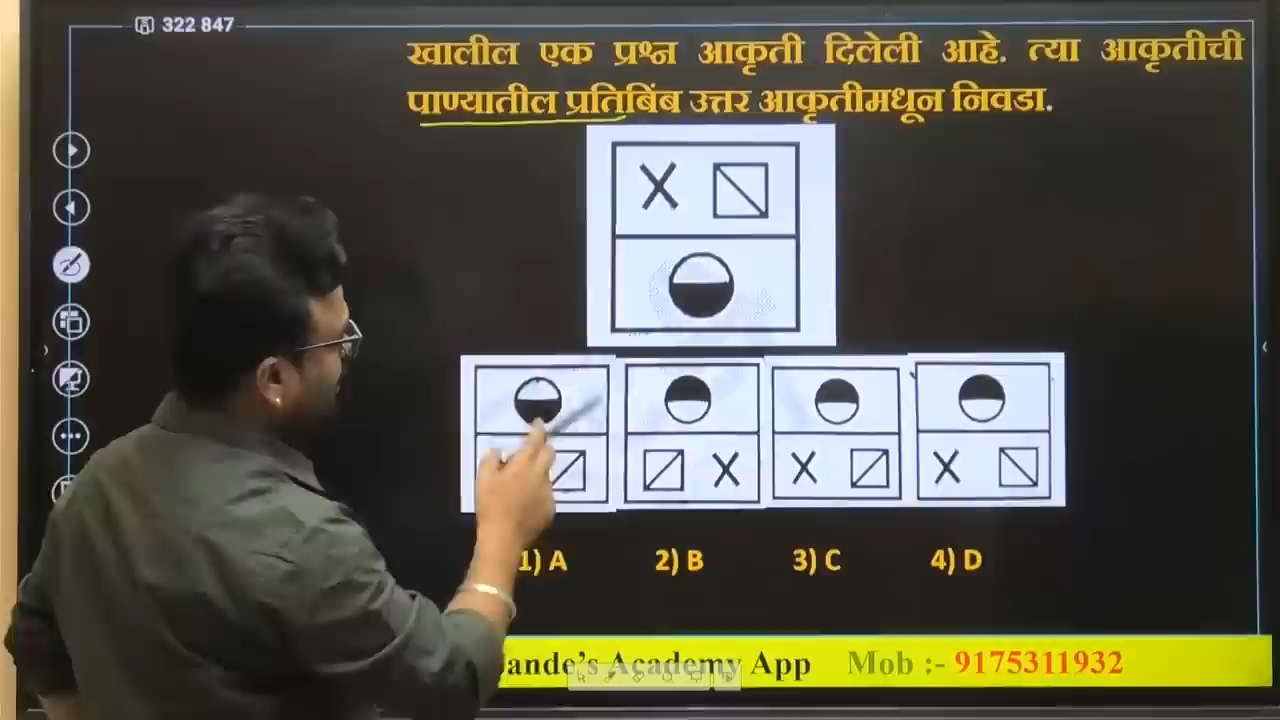 322 847
खालील एक प्रश्न आकृती दिलेली आहे. त्या आकृतीची
पाण्यातील प्रतिबिंब उत्तर आकृतीमधून निवडा.
1) A 2) B 3) C 4) D
Academy App Mob :- 9175311932